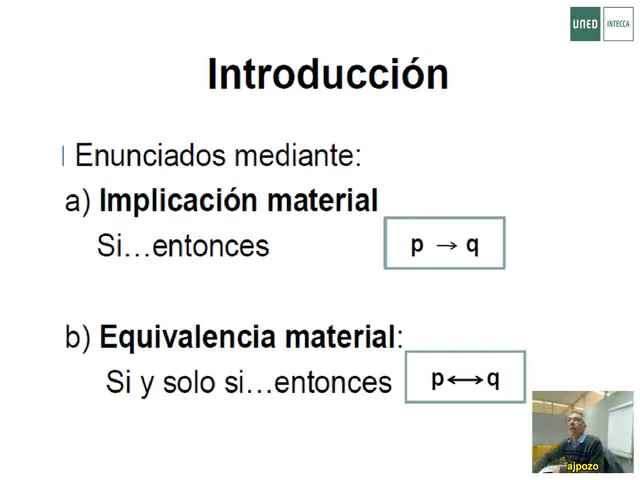 UNED INTECCA
Introducción
Enunciados mediante:
a) Implicación material
Si…entonces
p → q
b) Equivalencia material:
Si y solo si…entonces
p↔q
ajpozo